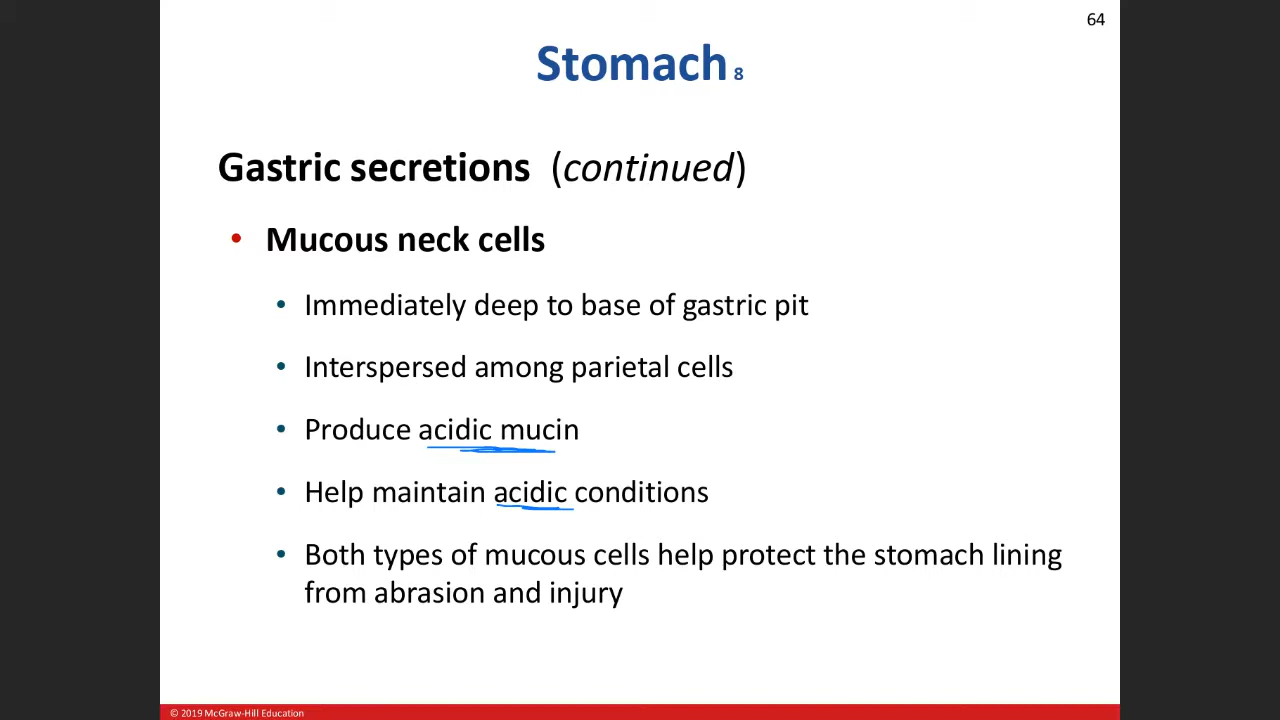 64
Stomach 8
Gastric secretions (continued)
• Mucous neck cells
• Immediately deep to base of gastric pit
• Interspersed among parietal cells
• Produce acidic mucin
• Help maintain acidic conditions
• Both types of mucous cells help protect the stomach lining
from abrasion and injury
© 2019 McGraw-Hill Education